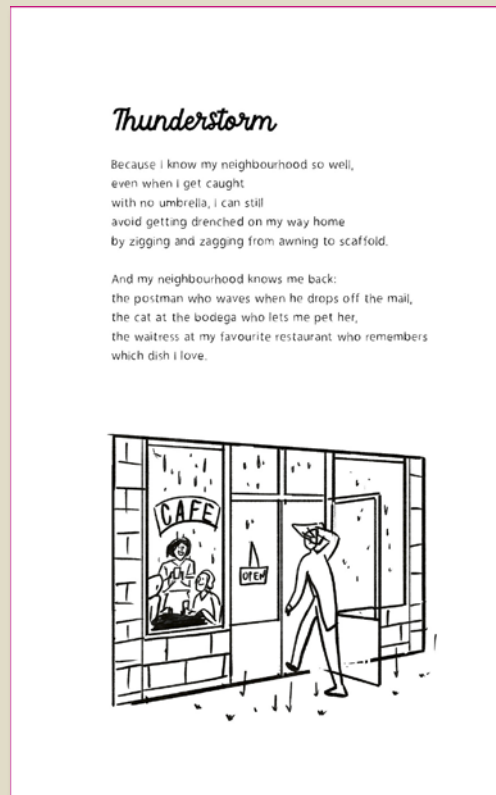 Thunderstorm
Because I know my neighbourhood so well,
even when I get caught
with no umbrella, I can still
avoid getting drenched on my way home
by zigging and zagging from awning to scaffold.
And my neighbourhood knows me back:
the postman who waves when he drops off the mail,
the cat at the bodega who lets me pet her,
the waitress at my favourite restaurant who remembers
which dish I love.
CAFE
OPEN